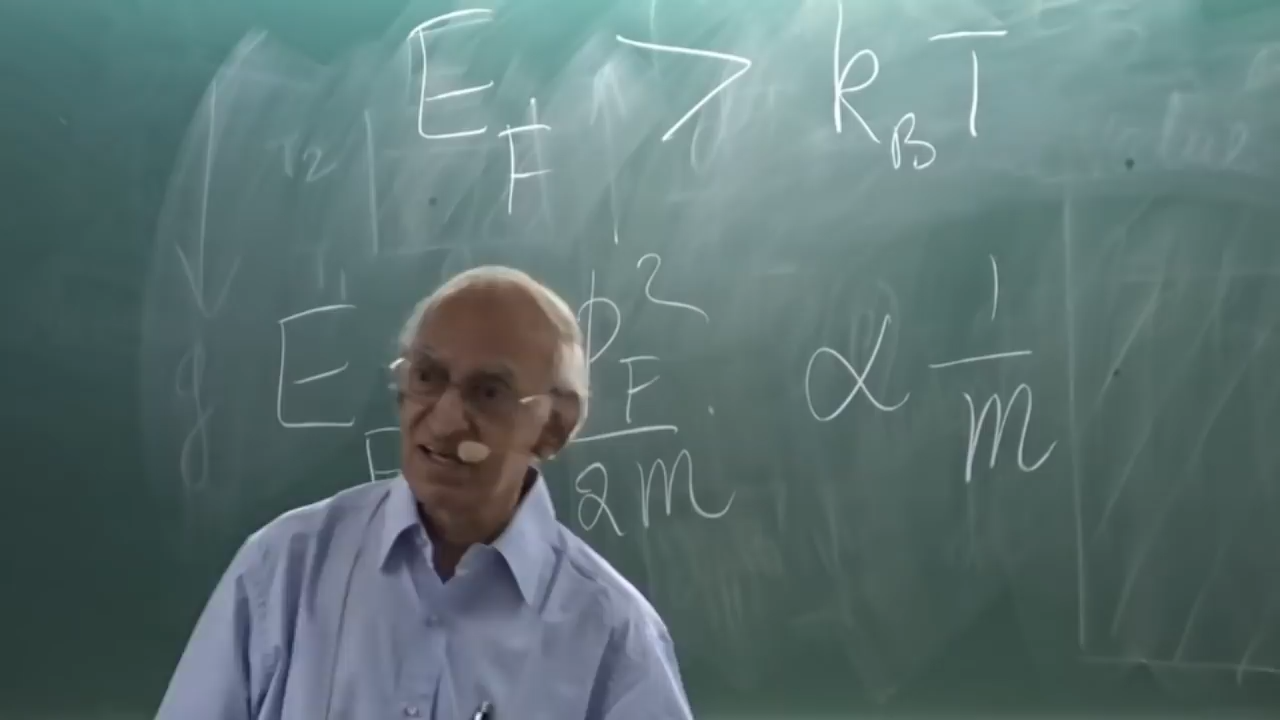 E_F > k_B T
E_F p_F^2 / 2m . ∝ 1/m